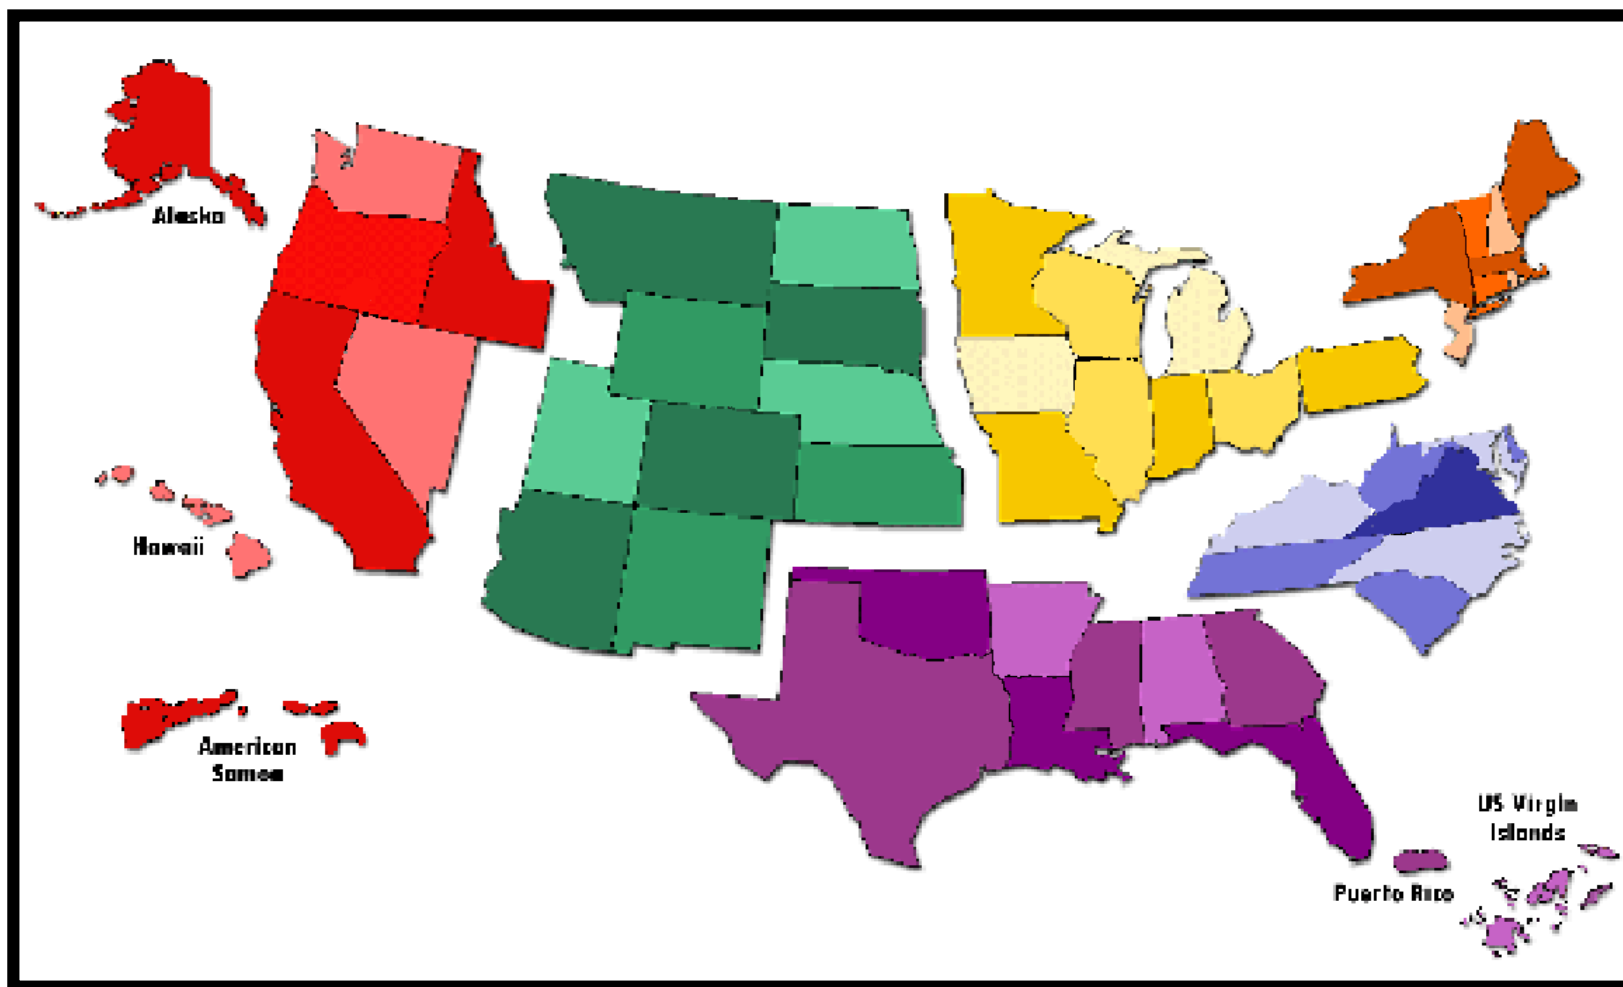 Alaska
Hawaii
American
Samoa
US Virgin
Islands
Puerto Rico